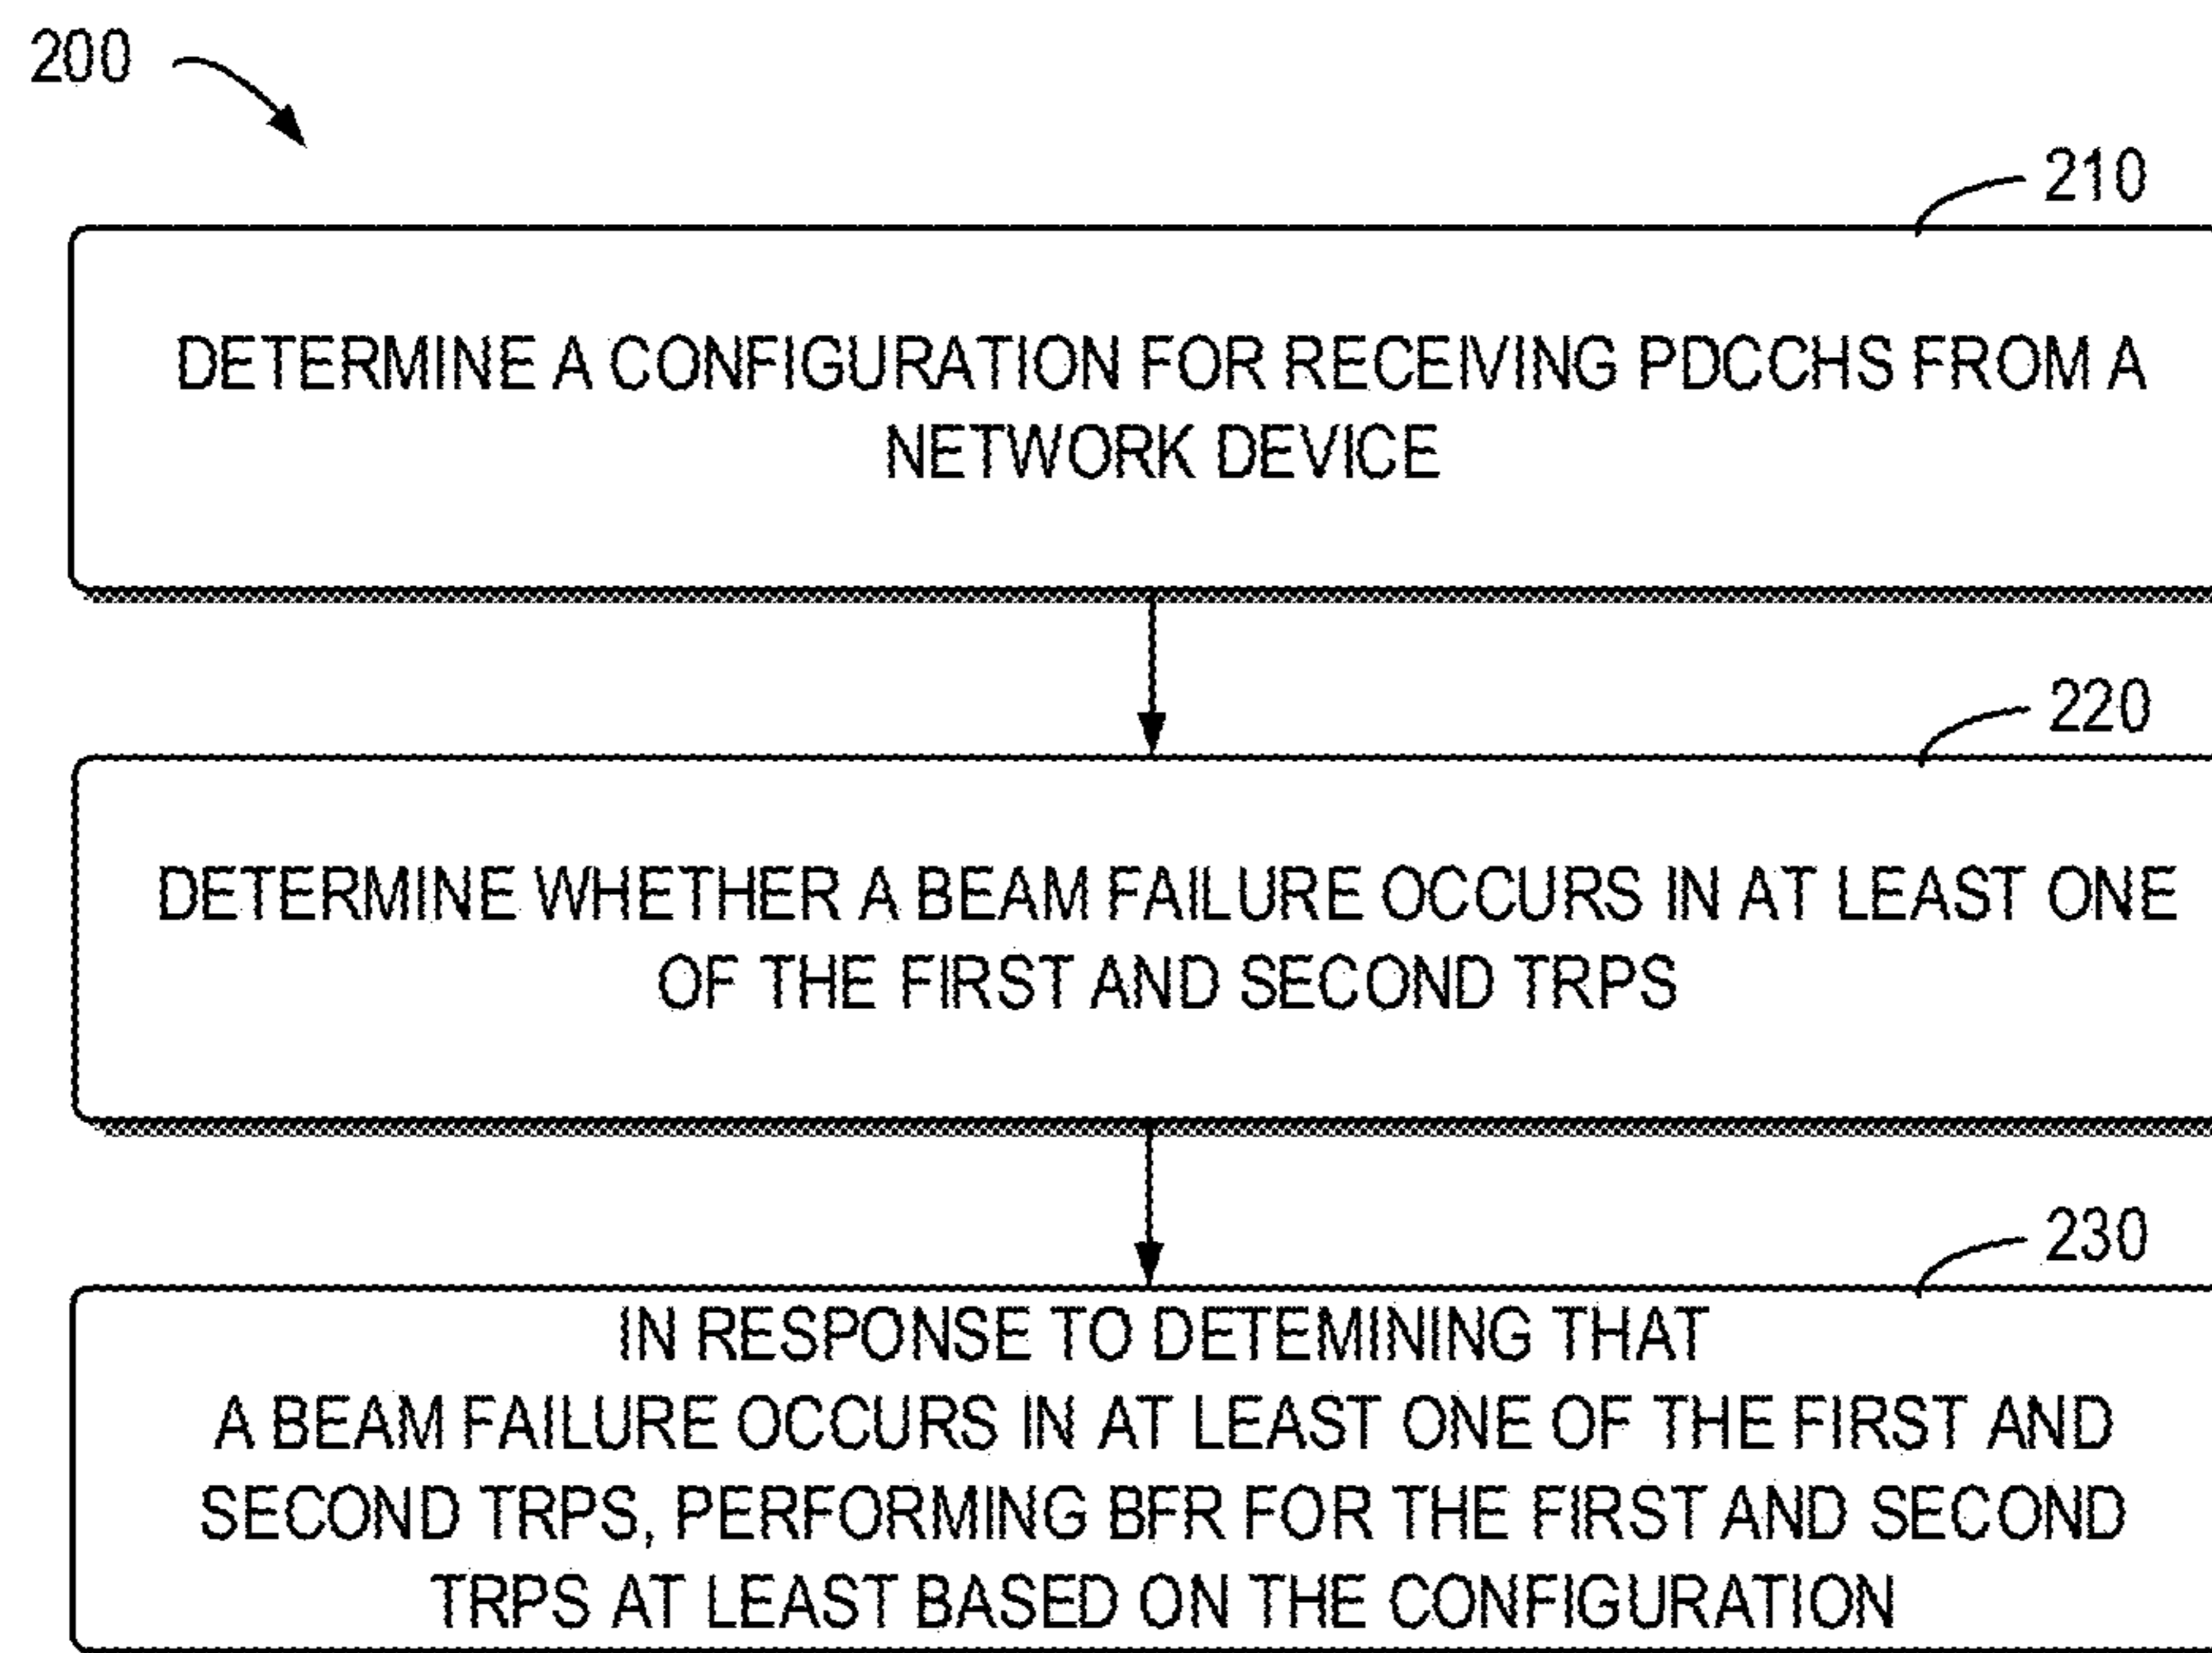 200
210
DETERMINE A CONFIGURATION FOR RECEIVING PDCCHS FROM A
NETWORK DEVICE
220
DETERMINE WHETHER A BEAM FAILURE OCCURS IN AT LEAST ONE
OF THE FIRST AND SECOND TRPS
230
IN RESPONSE TO DETEMINING THAT
A BEAM FAILURE OCCURS IN AT LEAST ONE OF THE FIRST AND
SECOND TRPS, PERFORMING BFR FOR THE FIRST AND SECOND
TRPS AT LEAST BASED ON THE CONFIGURATION